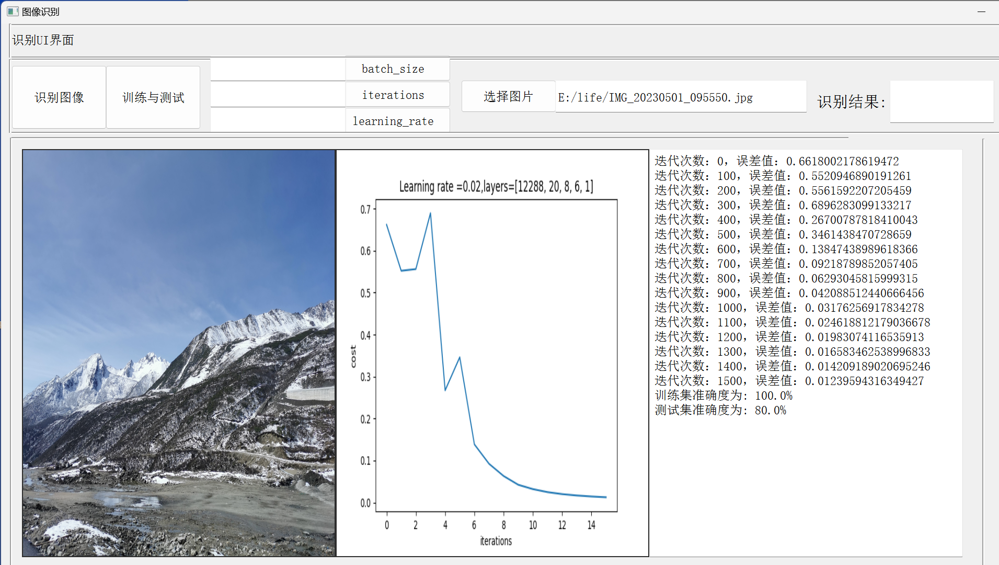 图像识别
识别UI界面
识别图像
训练与测试
batch_size
iterations
learning_rate
选择图片
E:/life/IMG_20230501_095550.jpg
识别结果:
Learning rate =0.02,layers=[12288, 20, 8, 6, 1]
0.7
0.6
0.5
0.4
0.3
0.2
0.1
0.0
cost
0 2 4 6 8 10 12 14
iterations
迭代次数: 0, 误差值: 0.6618002178619472
迭代次数: 100, 误差值: 0.5520946890191261
迭代次数: 200, 误差值: 0.5561592207205459
迭代次数: 300, 误差值: 0.6896283099133217
迭代次数: 400, 误差值: 0.26700787818410043
迭代次数: 500, 误差值: 0.3461438470728659
迭代次数: 600, 误差值: 0.13847438989618366
迭代次数: 700, 误差值: 0.09218789852057405
迭代次数: 800, 误差值: 0.06293045815999315
迭代次数: 900, 误差值: 0.042088512440666456
迭代次数: 1000, 误差值: 0.03176256917834278
迭代次数: 1100, 误差值: 0.024618812179036678
迭代次数: 1200, 误差值: 0.01983074116535913
迭代次数: 1300, 误差值: 0.016583462538996833
迭代次数: 1400, 误差值: 0.014209189020695246
迭代次数: 1500, 误差值: 0.01239594316349427
训练集准确度为: 100.0%
测试集准确度为: 80.0%